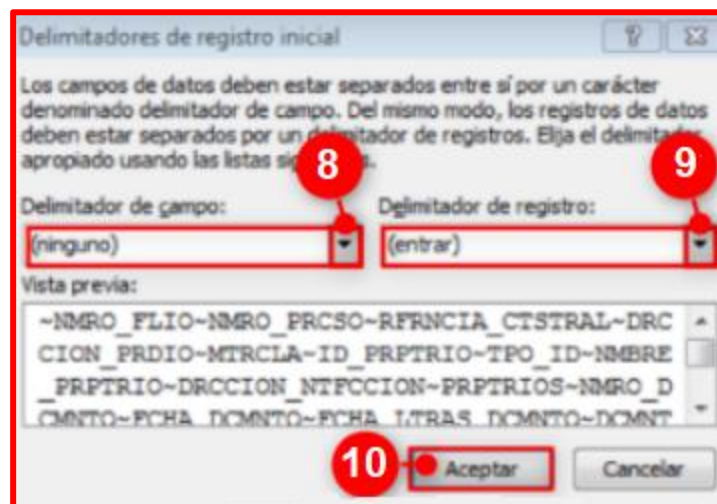 Delimitadores de registro inicial
Los campos de datos deben estar separados entre sí por un carácter
denominado delimitador de campo. Del mismo modo, los registros de datos
deben estar separados por un delimitador de registros. Elija el delimitador
apropiado usando las listas
8
9
Delimitador de campo:
Delimitador de registro:
(ninguno)
(entrar)
Vista previa:
~NMRO_FLIO~NMRO_PRCSO~RFRNCIA_CTSTRAL~DRC
CION_PRDIO~MTRCLA~ID_PRPTRIO~TPO_ID~NMBRE
_PRPTRIO~DRCCION_NTFCCION~PRPTRIOS~NMRO_D
CMNTO~FCHA_DCMNTO~FCHA_LTRAS_DCMNTO~DCMNT
10
Aceptar
Cancelar